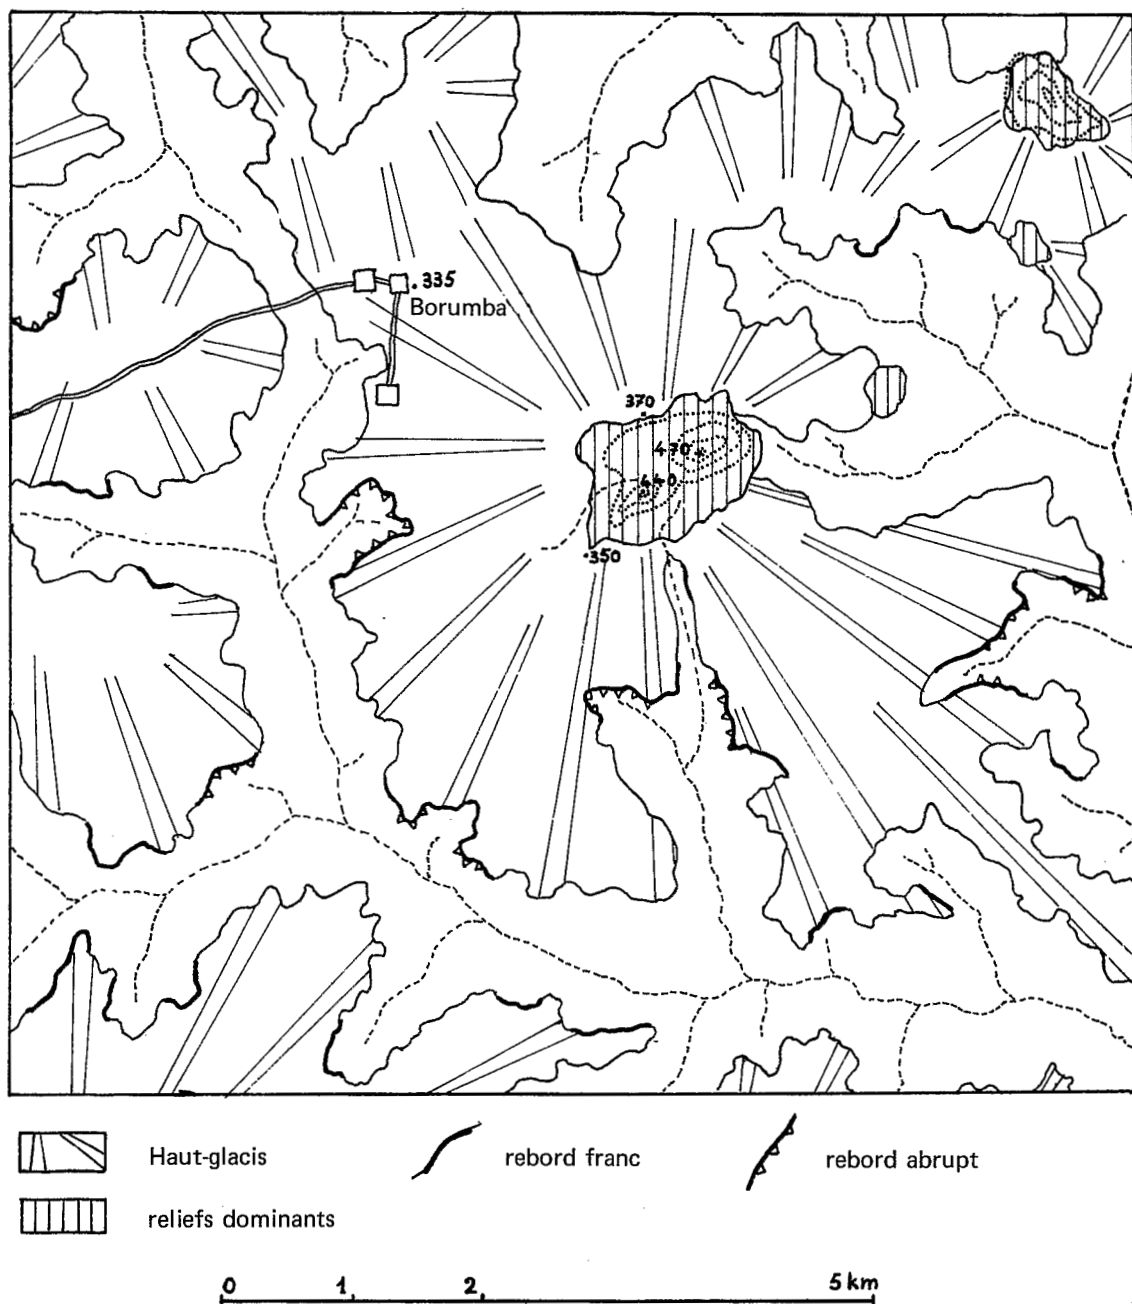 .335
Borumba
370
470
440
350
Haut-glacis
rebord franc
rebord abrupt
reliefs dominants
0 1 2 5 km